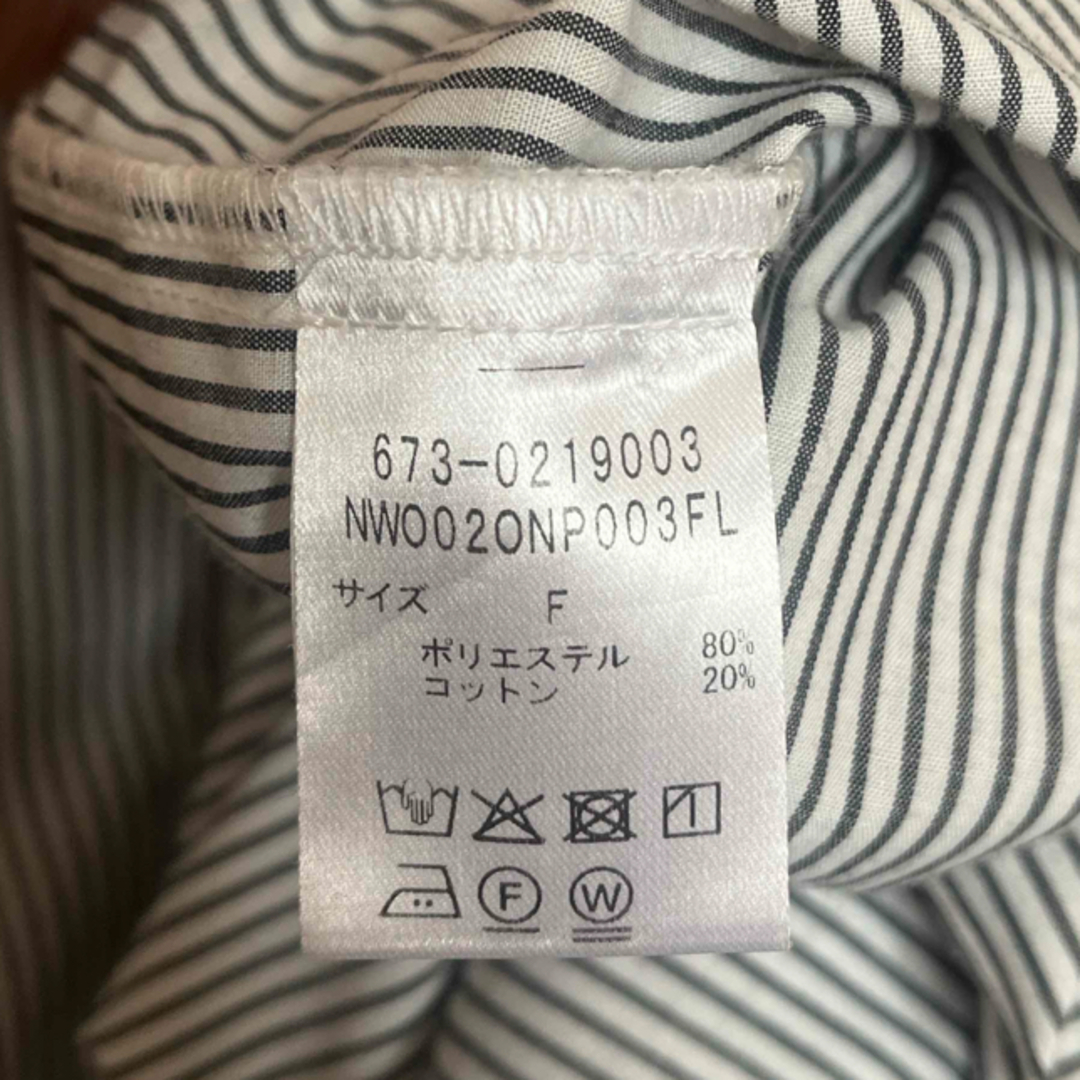 673-0219003
NW0020NP003FL
サイズ F
ポリエステル 80%
コットン 20%
F W